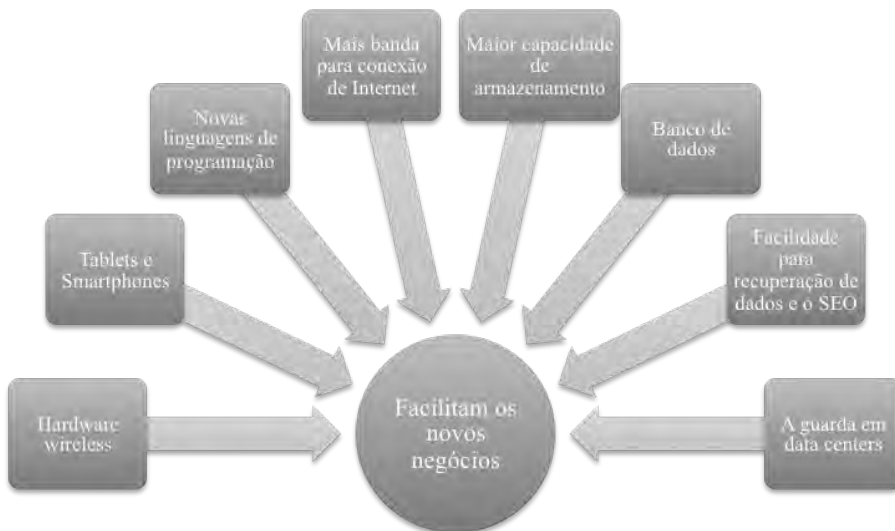 Hardware
wireless
Tablets e
Smartphones
Novas
linguagens de
programação
Mais banda
para conexão
de Internet
Maior capacidade
de
armazenamento
Banco de
dados
Facilidade
para
recuperação de
dados e o SEO
A guarda em
data centers
Facilitam os
novos
negócios